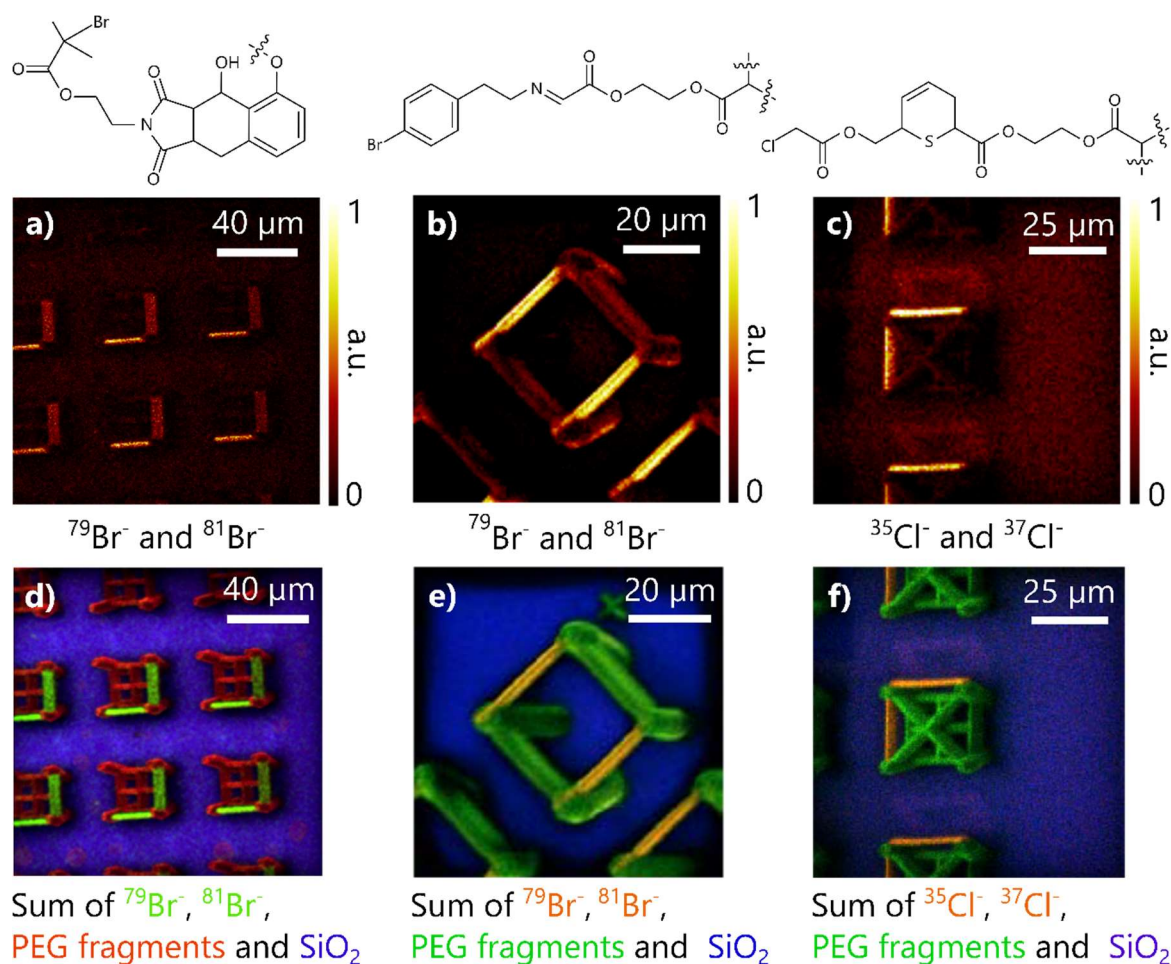 Br
O
O
O
N
O
OH
O
Br
N
O
O
O
O
Cl
O
O
S
O
O
O
O
a)
40 µm
1
a.u.
0
b)
20 µm
1
a.u.
0
c)
25 µm
1
a.u.
0
⁷⁹Br⁻ and ⁸¹Br⁻
⁷⁹Br⁻ and ⁸¹Br⁻
³⁵Cl⁻ and ³⁷Cl⁻
d)
40 µm
e)
20 µm
f)
25 µm
Sum of ⁷⁹Br⁻, ⁸¹Br⁻,
PEG fragments and SiO₂
Sum of ⁷⁹Br⁻, ⁸¹Br⁻,
PEG fragments and SiO₂
Sum of ³⁵Cl⁻, ³⁷Cl⁻,
PEG fragments and SiO₂